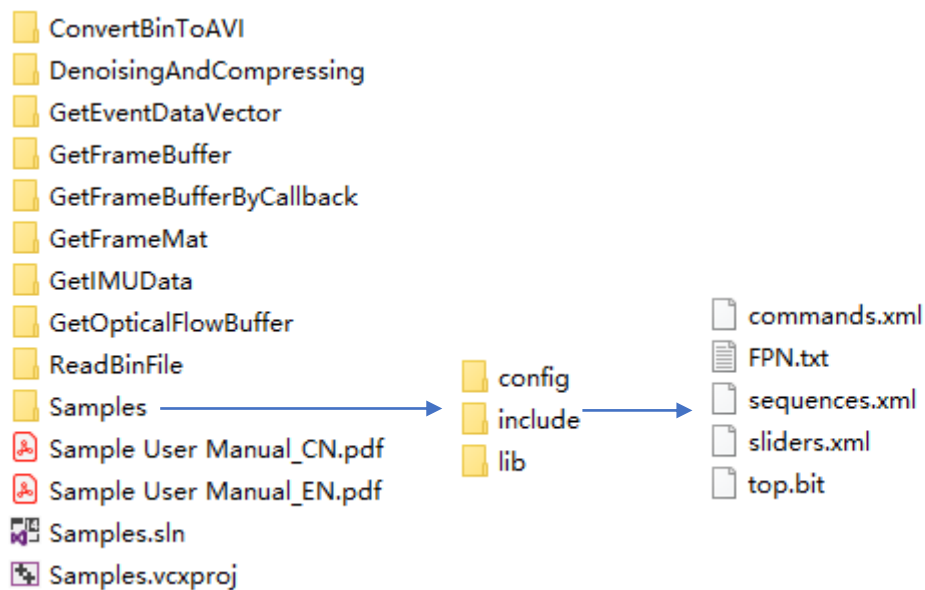 ConvertBinToAVI
DenoisingAndCompressing
GetEventDataVector
GetFrameBuffer
GetFrameBufferByCallback
GetFrameMat
GetIMUData
GetOpticalFlowBuffer
ReadBinFile
Samples
Sample User Manual_CN.pdf
Sample User Manual_EN.pdf
Samples.sln
Samples.vcxproj
config
include
lib
commands.xml
FPN.txt
sequences.xml
sliders.xml
top.bit